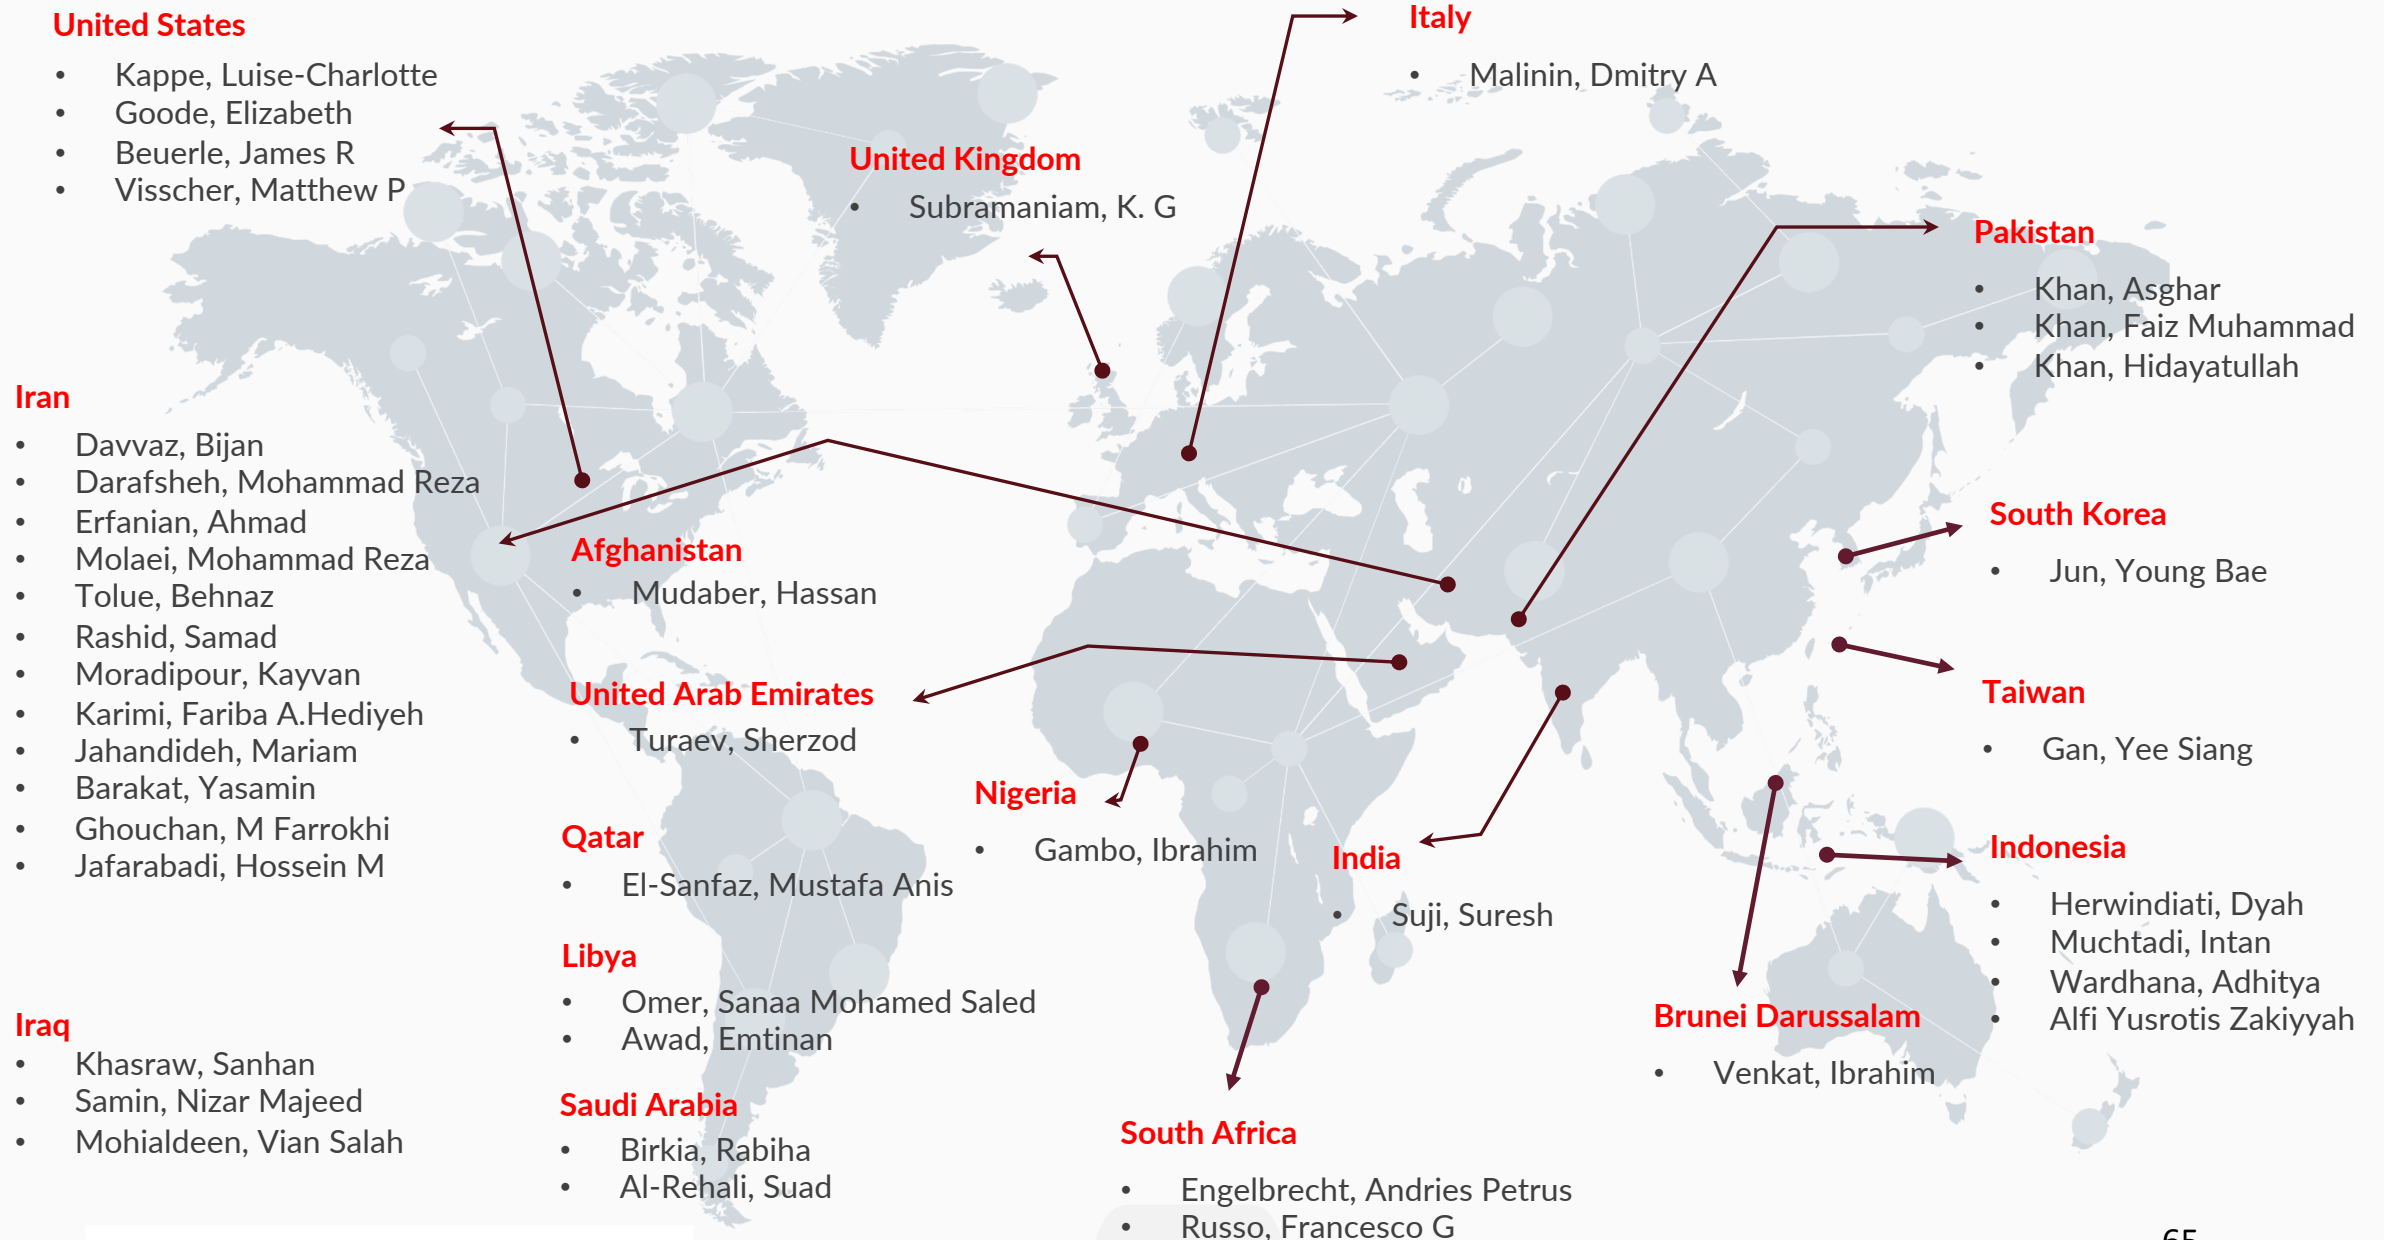 United States
• Kappe, Luise-Charlotte
• Goode, Elizabeth
• Beuerle, James R
• Visscher, Matthew P
Italy
• Malinin, Dmitry A
United Kingdom
• Subramaniam, K. G
Pakistan
• Khan, Asghar
• Khan, Faiz Muhammad
• Khan, Hidayatullah
Iran
• Davvaz, Bijan
• Darafsheh, Mohammad Reza
• Erfanian, Ahmad
• Molaei, Mohammad Reza
• Tolue, Behnaz
• Rashid, Samad
• Moradipour, Kayvan
• Karimi, Fariba A.Hediyeh
• Jahandideh, Mariam
• Barakat, Yasamin
• Ghouchan, M Farrokhi
• Jafarabadi, Hossein M
Afghanistan
• Mudaber, Hassan
South Korea
• Jun, Young Bae
United Arab Emirates
• Turaev, Sherzod
Taiwan
• Gan, Yee Siang
Nigeria
• Gambo, Ibrahim
Qatar
• El-Sanfaz, Mustafa Anis
India
• Suji, Suresh
Indonesia
• Herwindiati, Dyah
• Muchtadi, Intan
• Wardhana, Adhitya
• Alfi Yusrotis Zakiyyah
Libya
• Omer, Sanaa Mohamed Saled
• Awad, Emtinan
Brunei Darussalam
• Venkat, Ibrahim
Iraq
• Khasraw, Sanhan
• Samin, Nizar Majeed
• Mohialdeen, Vian Salah
Saudi Arabia
• Birkia, Rabiha
• Al-Rehali, Suad
South Africa
• Engelbrecht, Andries Petrus
• Russo, Francesco G
65